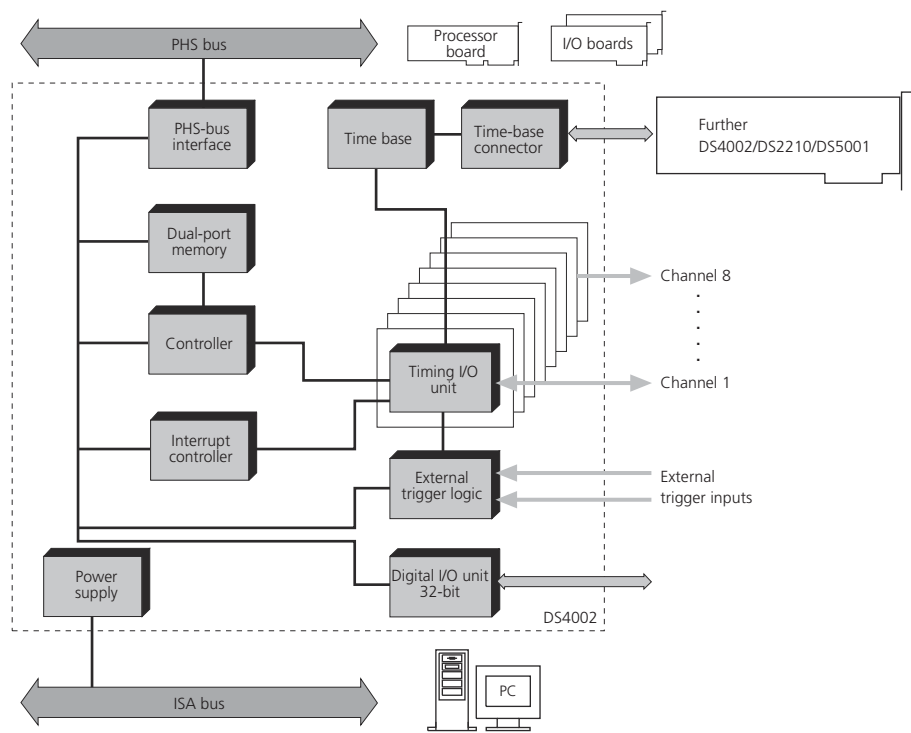 PHS bus
Processor
board
I/O boards
PHS-bus
interface
Time base
Time-base
connector
Further
DS4002/DS2210/DS5001
Dual-port
memory
Channel 8
Controller
Timing I/O
unit
Channel 1
Interrupt
controller
External
trigger logic
External
trigger inputs
Power
supply
Digital I/O unit
32-bit
DS4002
ISA bus
PC